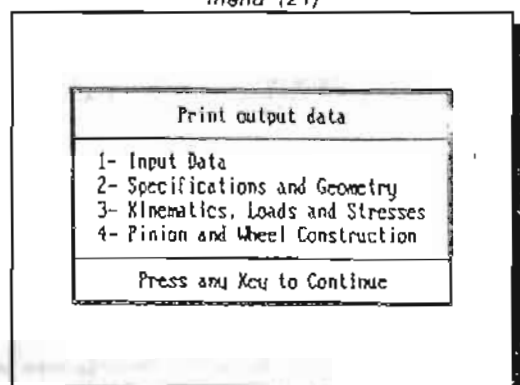 menu (21)
Print output data
1- Input Data
2- Specifications and Geometry
3- Kinematics, Loads and Stresses
4- Pinion and Wheel Construction
Press any Key to Continue